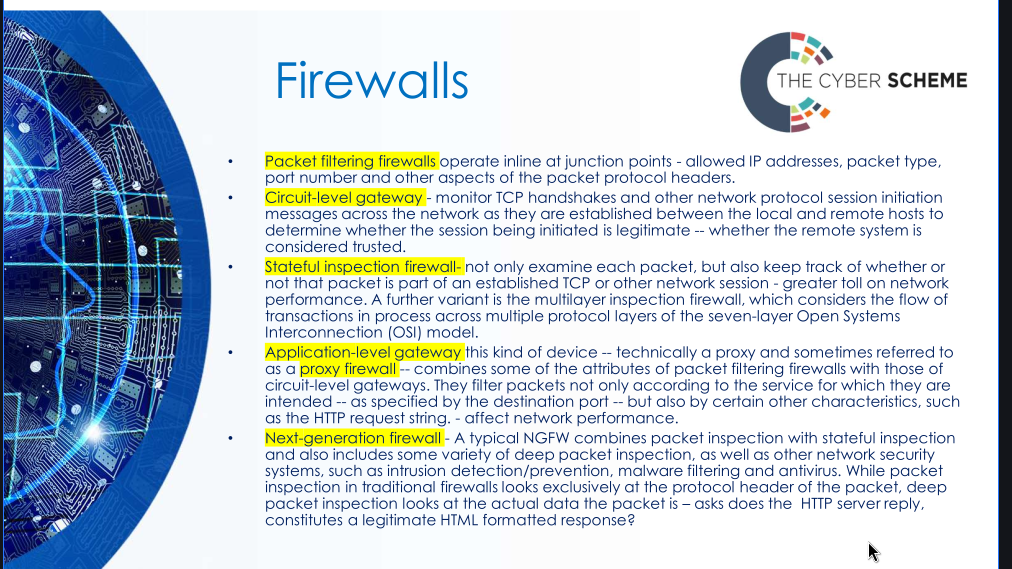 Firewalls
THE CYBER SCHEME
• Packet filtering firewalls operate inline at junction points - allowed IP addresses, packet type,
port number and other aspects of the packet protocol headers.
• Circuit-level gateway - monitor TCP handshakes and other network protocol session initiation
messages across the network as they are established between the local and remote hosts to
determine whether the session being initiated is legitimate -- whether the remote system is
considered trusted.
• Stateful inspection firewall- not only examine each packet, but also keep track of whether or
not that packet is part of an established TCP or other network session - greater toll on network
performance. A further variant is the multilayer inspection firewall, which considers the flow of
transactions in process across multiple protocol layers of the seven-layer Open Systems
Interconnection (OSI) model.
• Application-level gateway this kind of device -- technically a proxy and sometimes referred to
as a proxy firewall -- combines some of the attributes of packet filtering firewalls with those of
circuit-level gateways. They filter packets not only according to the service for which they are
intended -- as specified by the destination port -- but also by certain other characteristics, such
as the HTTP request string. - affect network performance.
• Next-generation firewall - A typical NGFW combines packet inspection with stateful inspection
and also includes some variety of deep packet inspection, as well as other network security
systems, such as intrusion detection/prevention, malware filtering and antivirus. While packet
inspection in traditional firewalls looks exclusively at the protocol header of the packet, deep
packet inspection looks at the actual data the packet is – asks does the  HTTP server reply,
constitutes a legitimate HTML formatted response?